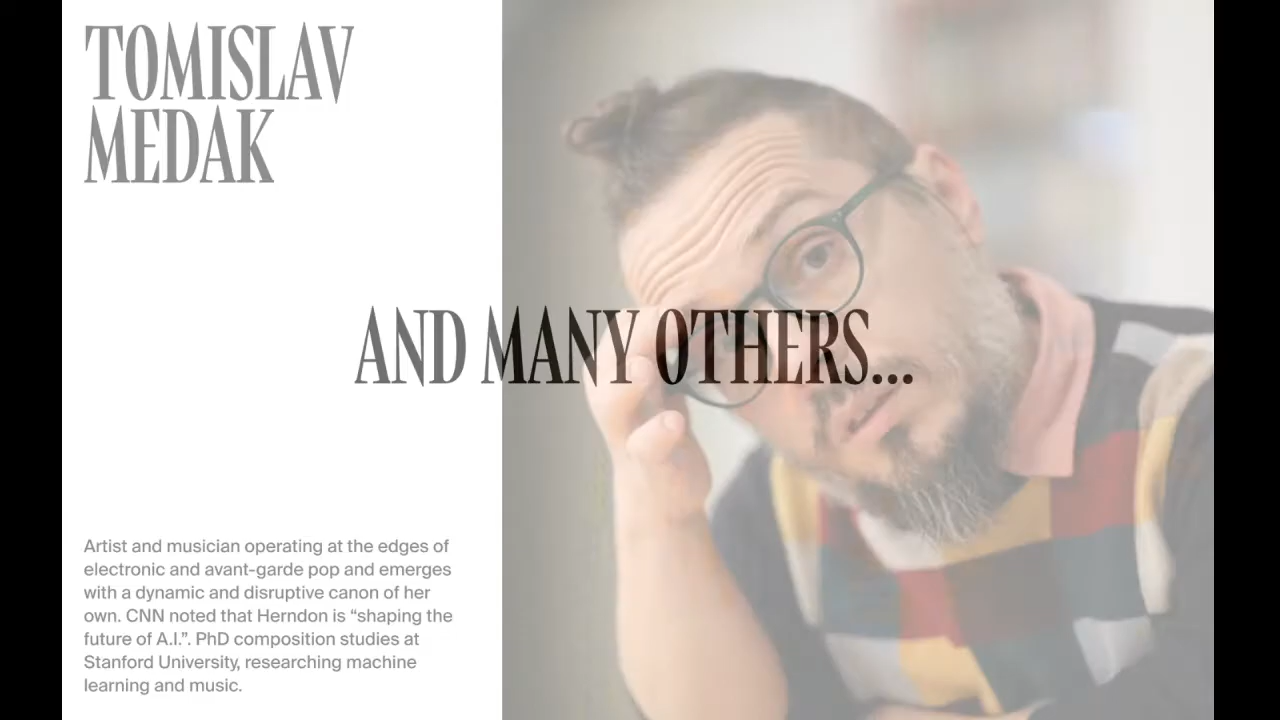 TOMISLAV
MEDAK
AND MANY OTHERS...
Artist and musician operating at the edges of
electronic and avant-garde pop and emerges
with a dynamic and disruptive canon of her
own. CNN noted that Herndon is “shaping the
future of A.I.”. PhD composition studies at
Stanford University, researching machine
learning and music.